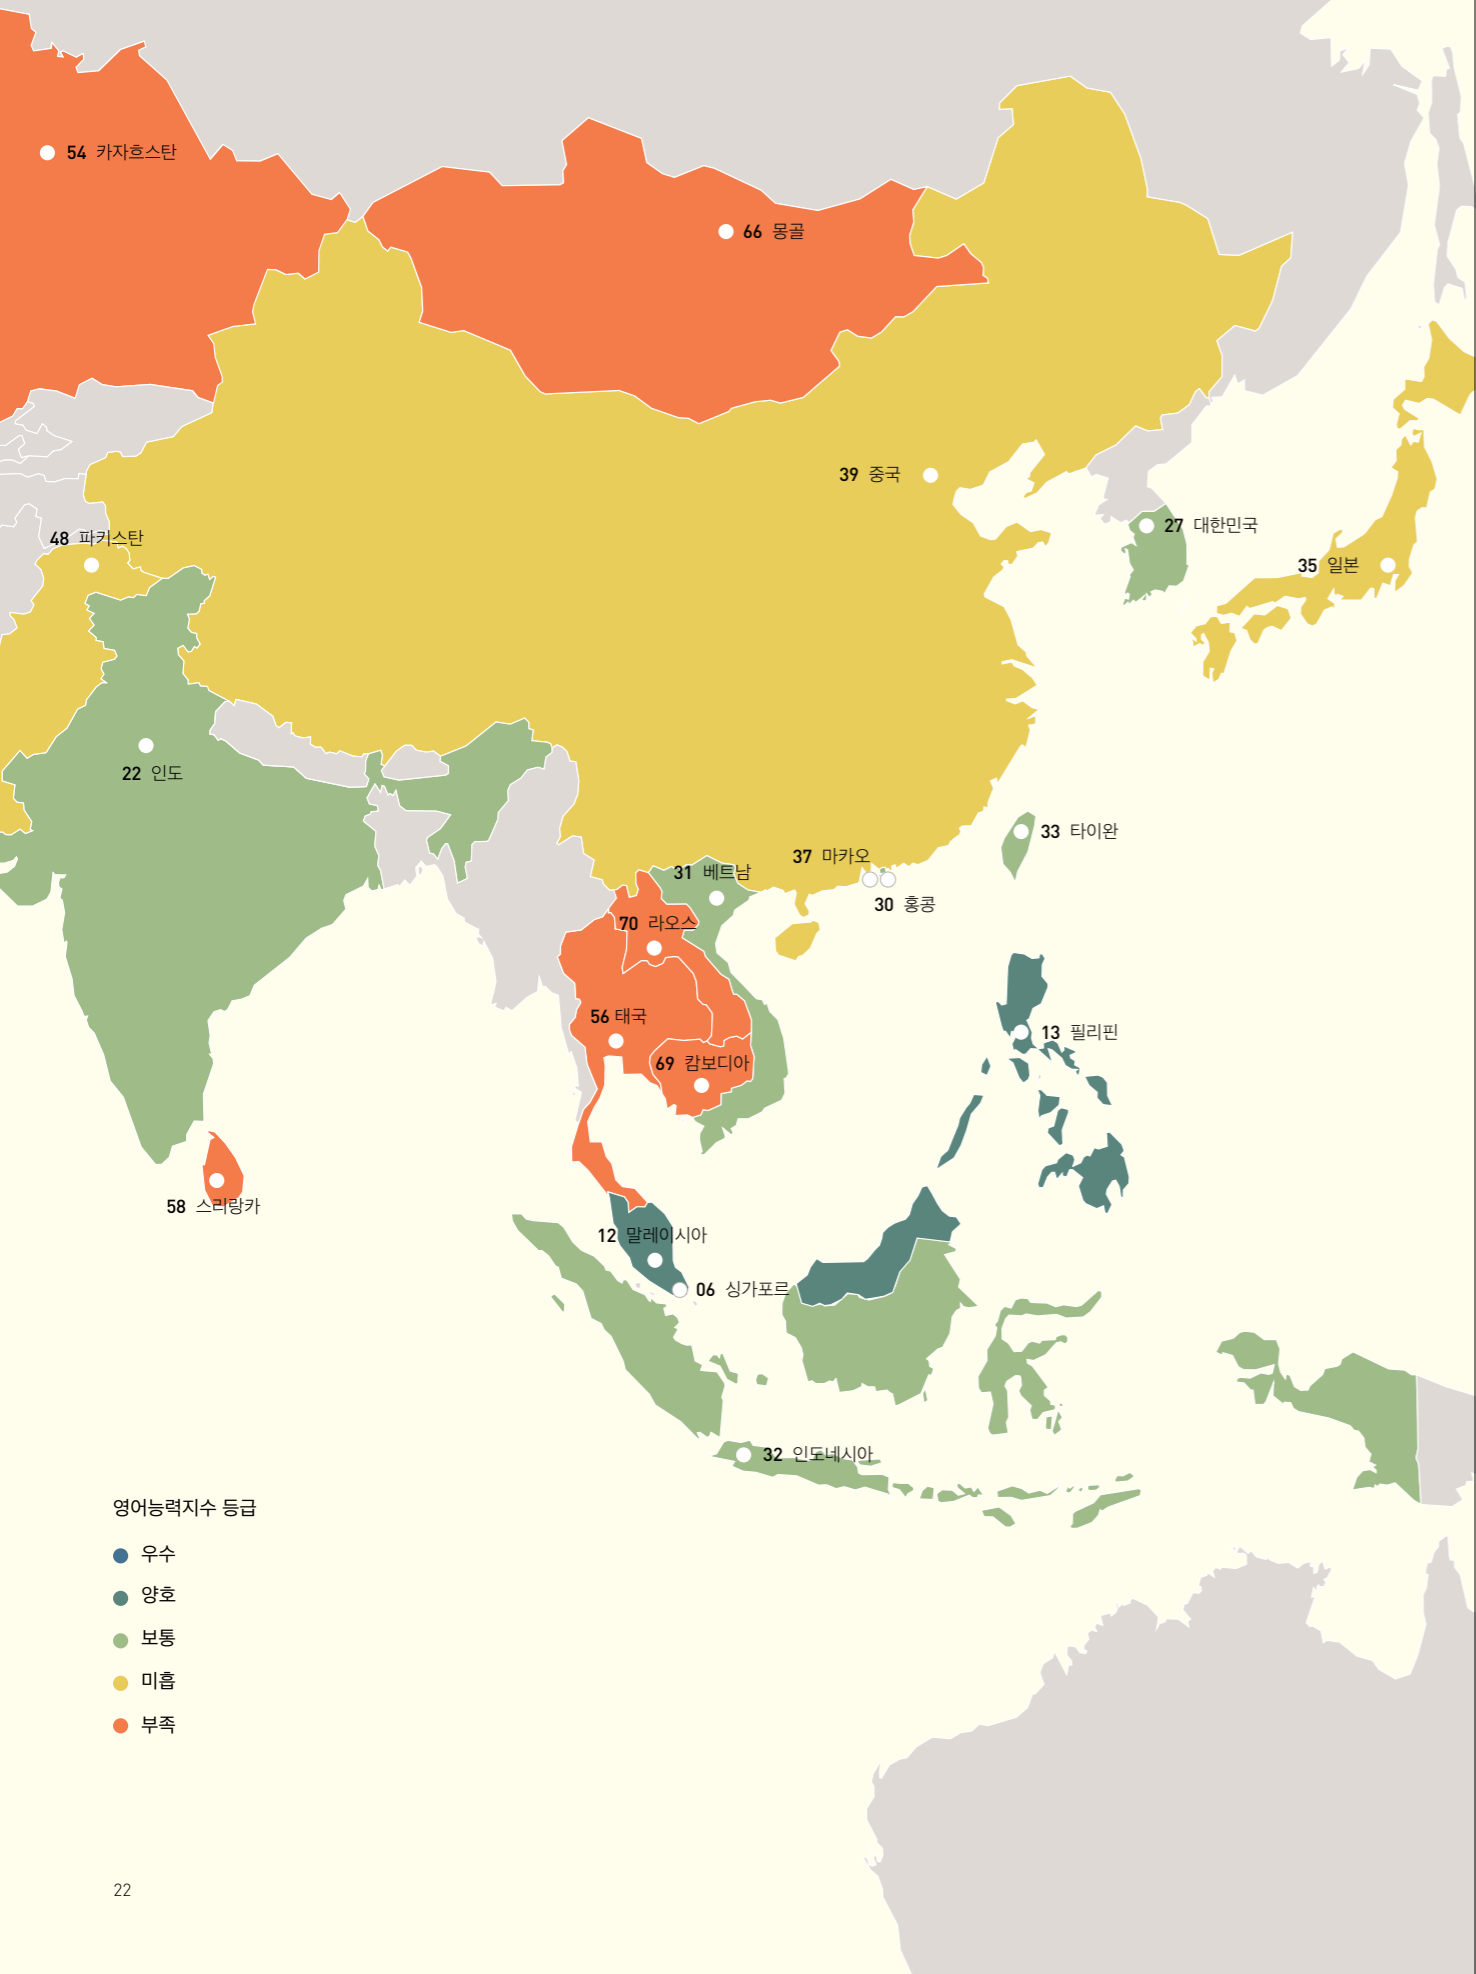 54 카자흐스탄
66 몽골
39 중국
27 대한민국
48 파키스탄
35 일본
22 인도
33 타이완
37 마카오
31 베트남
30 홍콩
70 라오스
56 태국
13 필리핀
69 캄보디아
58 스리랑카
12 말레이시아
06 싱가포르
32 인도네시아
영어능력지수 등급
우수
양호
보통
미흡
부족
22